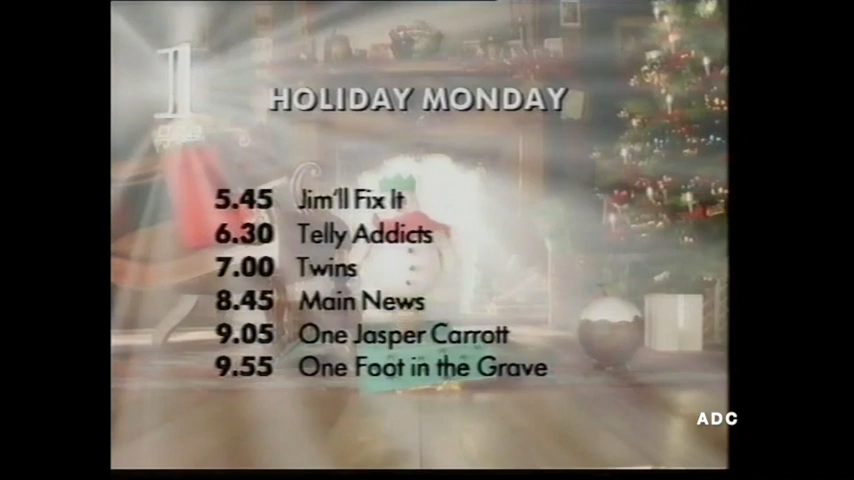 1
HOLIDAY MONDAY
5.45 Jim'll Fix It
6.30 Telly Addicts
7.00 Twins
8.45 Main News
9.05 One Jasper Carrott
9.55 One Foot in the Grave
ADC